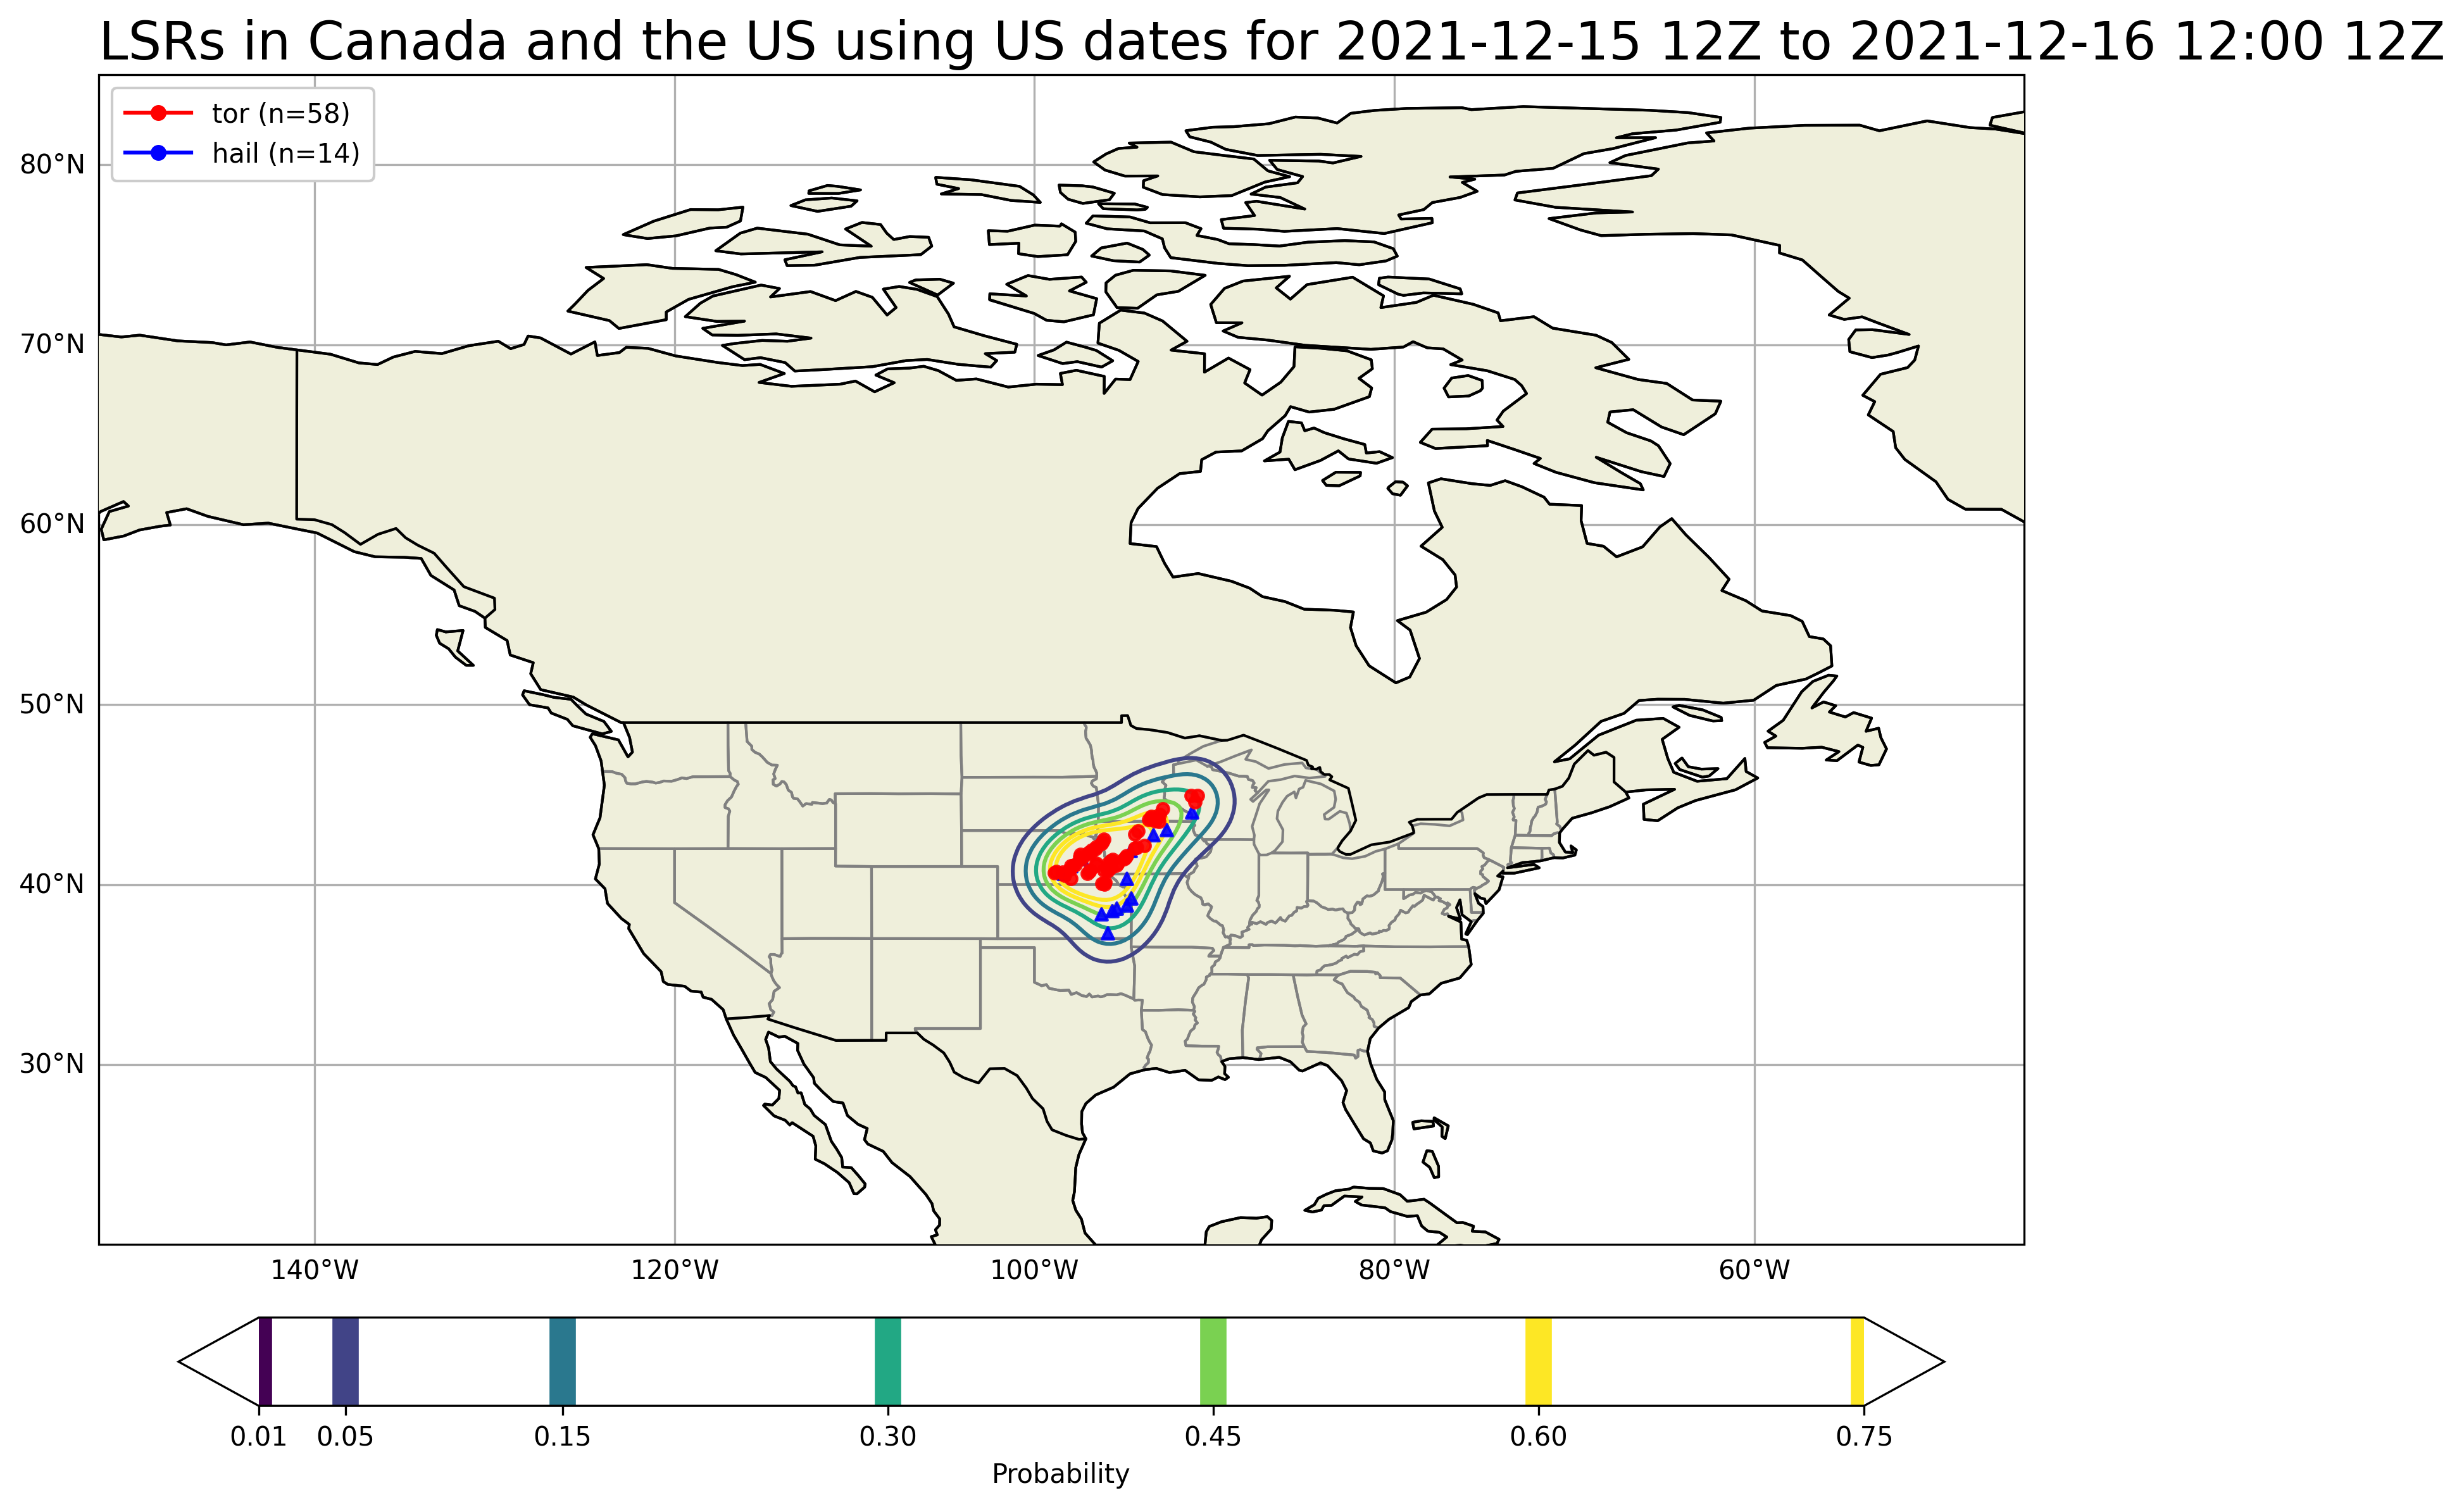 LSRs in Canada and the US using US dates for 2021-12-15 12Z to 2021-12-16 12:00 12Z
tor (n=58)
hail (n=14)
80°N
70°N
60°N
50°N
40°N
30°N
140°W 120°W 100°W 80°W 60°W
0.01 0.05 0.15 0.30 0.45 0.60 0.75
Probability